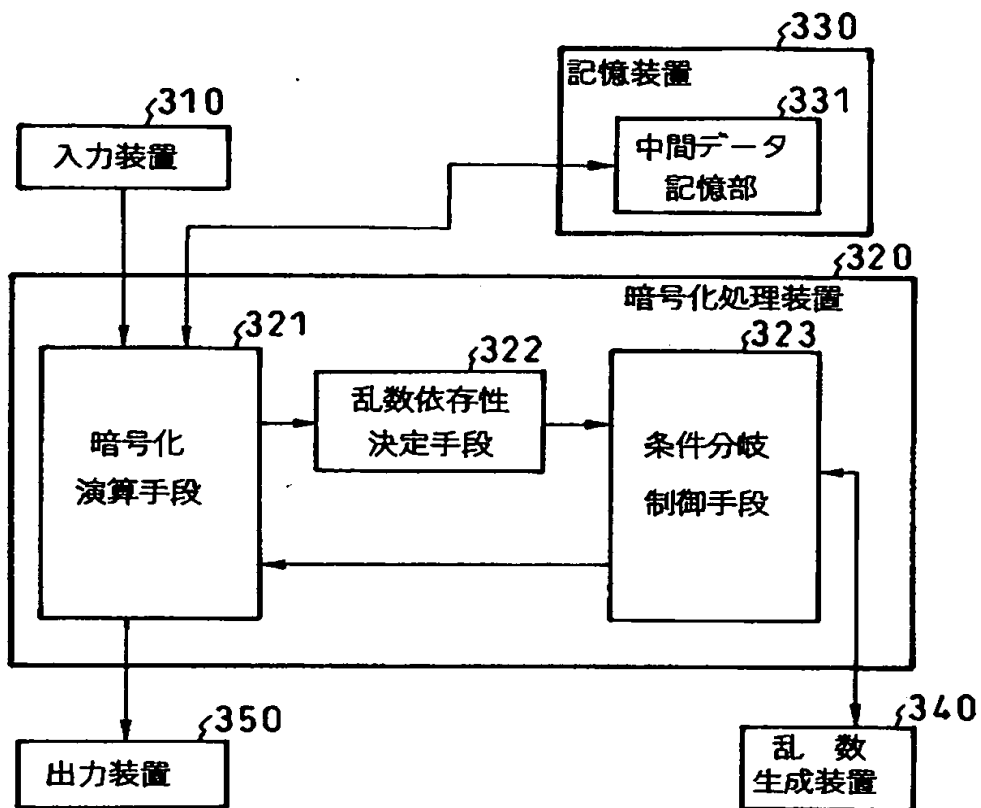 330
記憶装置
331
中間データ
記憶部
310
入力装置
320
暗号化処理装置
321
暗号化
演算手段
322
乱数依存性
決定手段
323
条件分岐
制御手段
350
出力装置
340
乱 数
生成装置